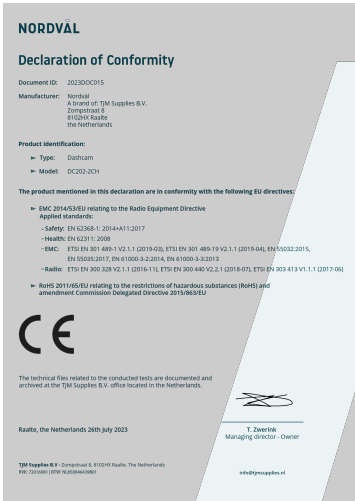 NORDVÅL
Declaration of Conformity
Document ID: 2023DOC015
Manufacturer: Nordväl
A brand of: TJM Supplies B.V.
Zompstraat 8
8102HX Raalte
the Netherlands
Product identification:
► Type: Dashcam
► Model: DC202-2CH
The product mentioned in this declaration are in conformity with the following EU directives:
► EMC 2014/53/EU relating to the Radio Equipment Directive
Applied standards:
- Safety: EN 62368-1: 2014+A11:2017
- Health: EN 62311: 2008
- EMC: ETSI EN 301 489-1 V2.1.1 (2019-03), ETSI EN 301 489-19 V2.1.1 (2019-04), EN 55032:2015,
EN 55035:2017, EN 61000-3-2:2014, EN 61000-3-3:2013
- Radio: ETSI EN 300 328 V2.1.1 (2016-11), ETSI EN 300 440 V2.2.1 (2018-07), ETSI EN 303 413 V1.1.1 (2017-06)
► RoHS 2011/65/EU relating to the restrictions of hazardous substances (RoHS) and
amendment Commission Delegated Directive 2015/863/EU
CE
The technical files related to the conducted tests are documented and
archived at the TJM Supplies B.V. office located in the Netherlands.
Raalte, the Netherlands 26th July 2023
T. Zwerink
Managing director - Owner
TJM Supplies B.V - Zompstraat 8, 8102HX Raalte, The Netherlands
KVK: 72016981 | BTW: NL858946439B01
info@tjmsupplies.nl